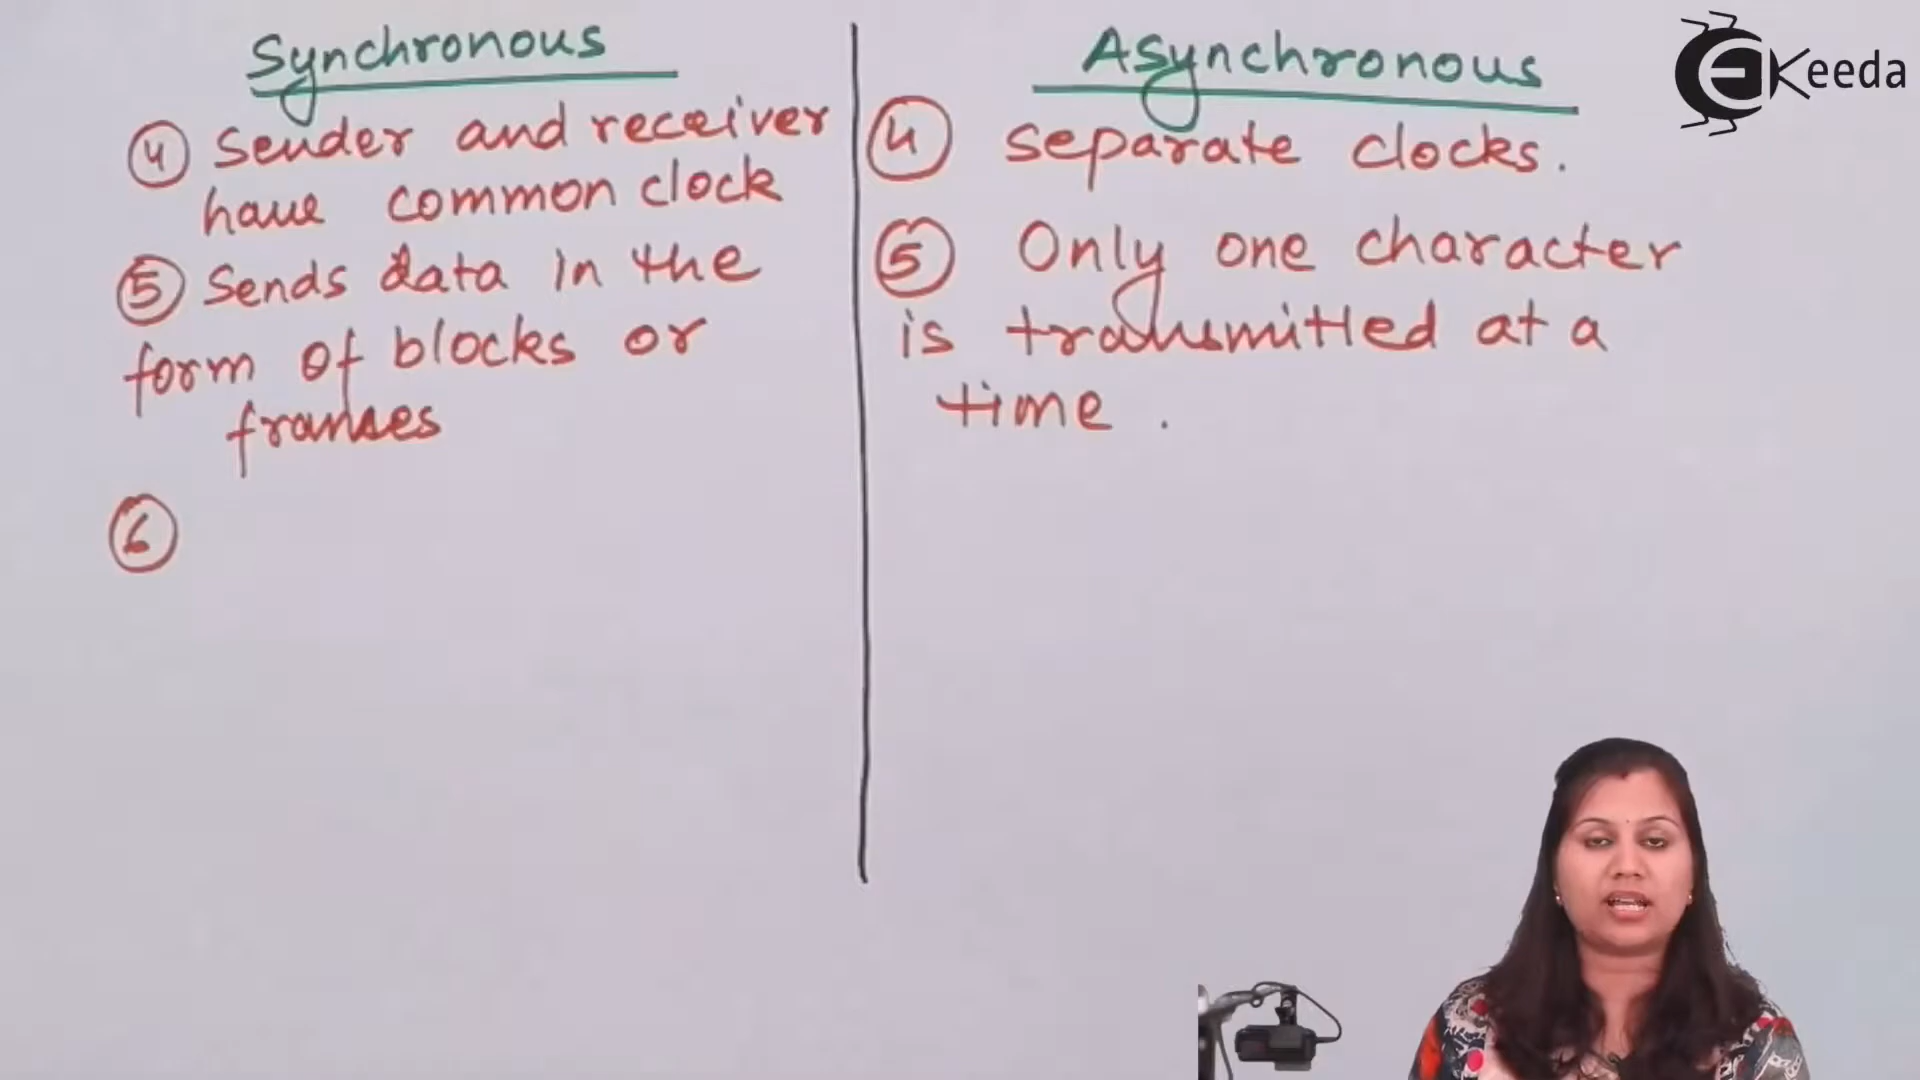 Synchronous
④ Sender and receiver
have common clock
⑤ Sends data in the
form of blocks or
frames
⑥
Asynchronous
④ separate clocks.
⑤ Only one character
is transmitted at a
time.
EKeeda